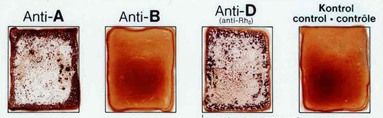 Anti-A
Anti-B
Anti-D
(anti-Rh₀)
Kontrol
control • contrôle